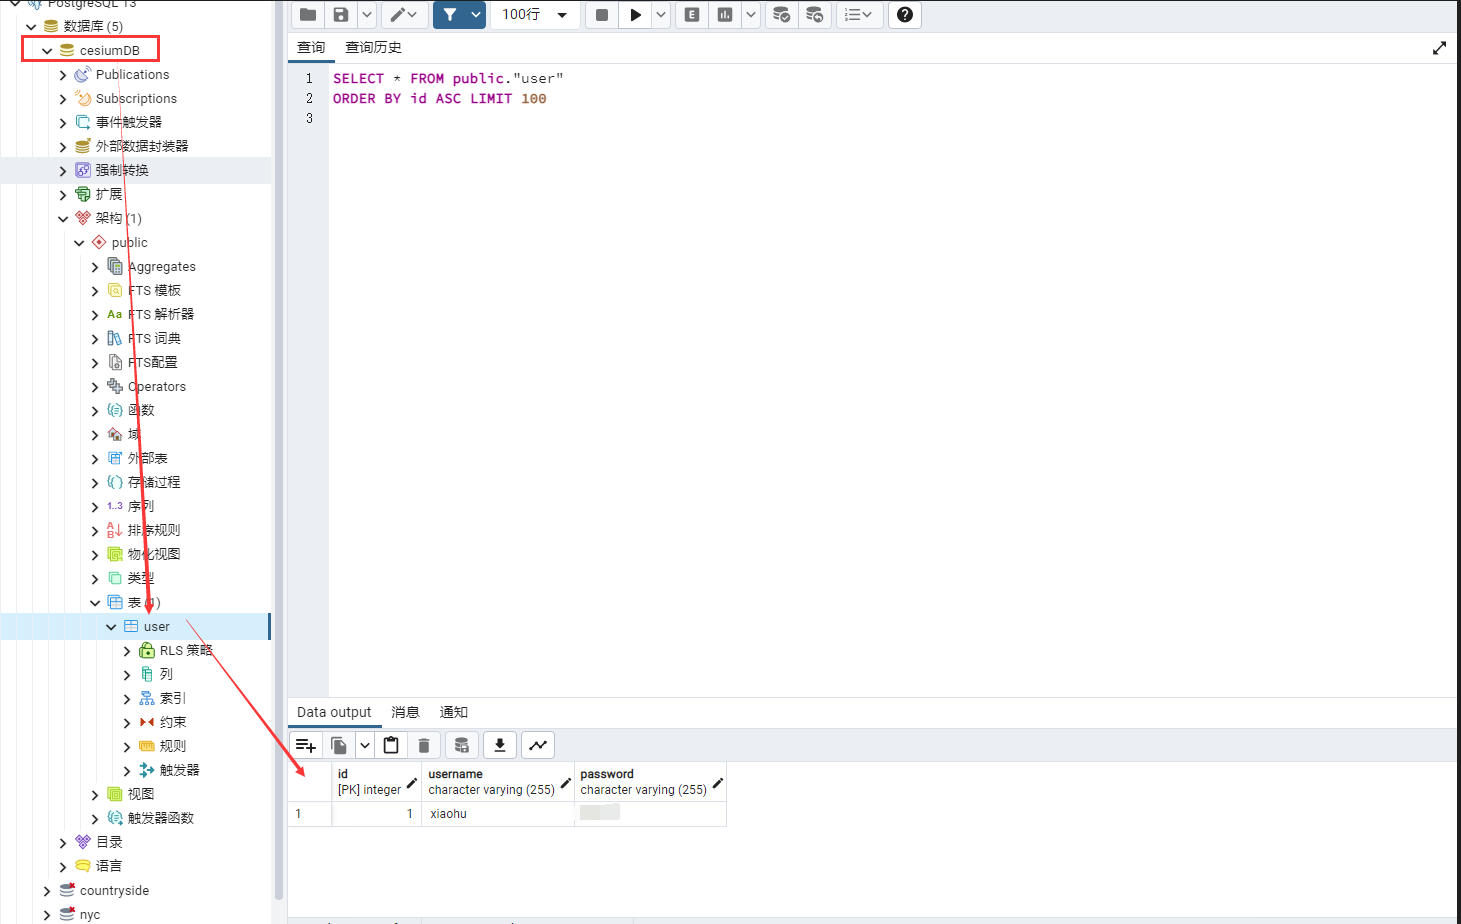 PostgreSQL 13
数据库 (5)
cesiumDB
Publications
Subscriptions
事件触发器
外部数据封装器
强制转换
扩展
架构 (1)
public
Aggregates
FTS 模板
Aa FTS 解析器
FTS 词典
FTS配置
Operators
函数
域
外部表
存储过程
1..3 序列
排序规则
物化视图
类型
表 (1)
user
RLS 策略
列
索引
约束
规则
触发器
视图
触发器函数
目录
语言
countryside
nyc
100行
E
查询 查询历史
1 SELECT * FROM public."user"
2 ORDER BY id ASC LIMIT 100
3
Data output 消息 通知
id username password
[PK] integer character varying (255) character varying (255)
1 1 xiaohu